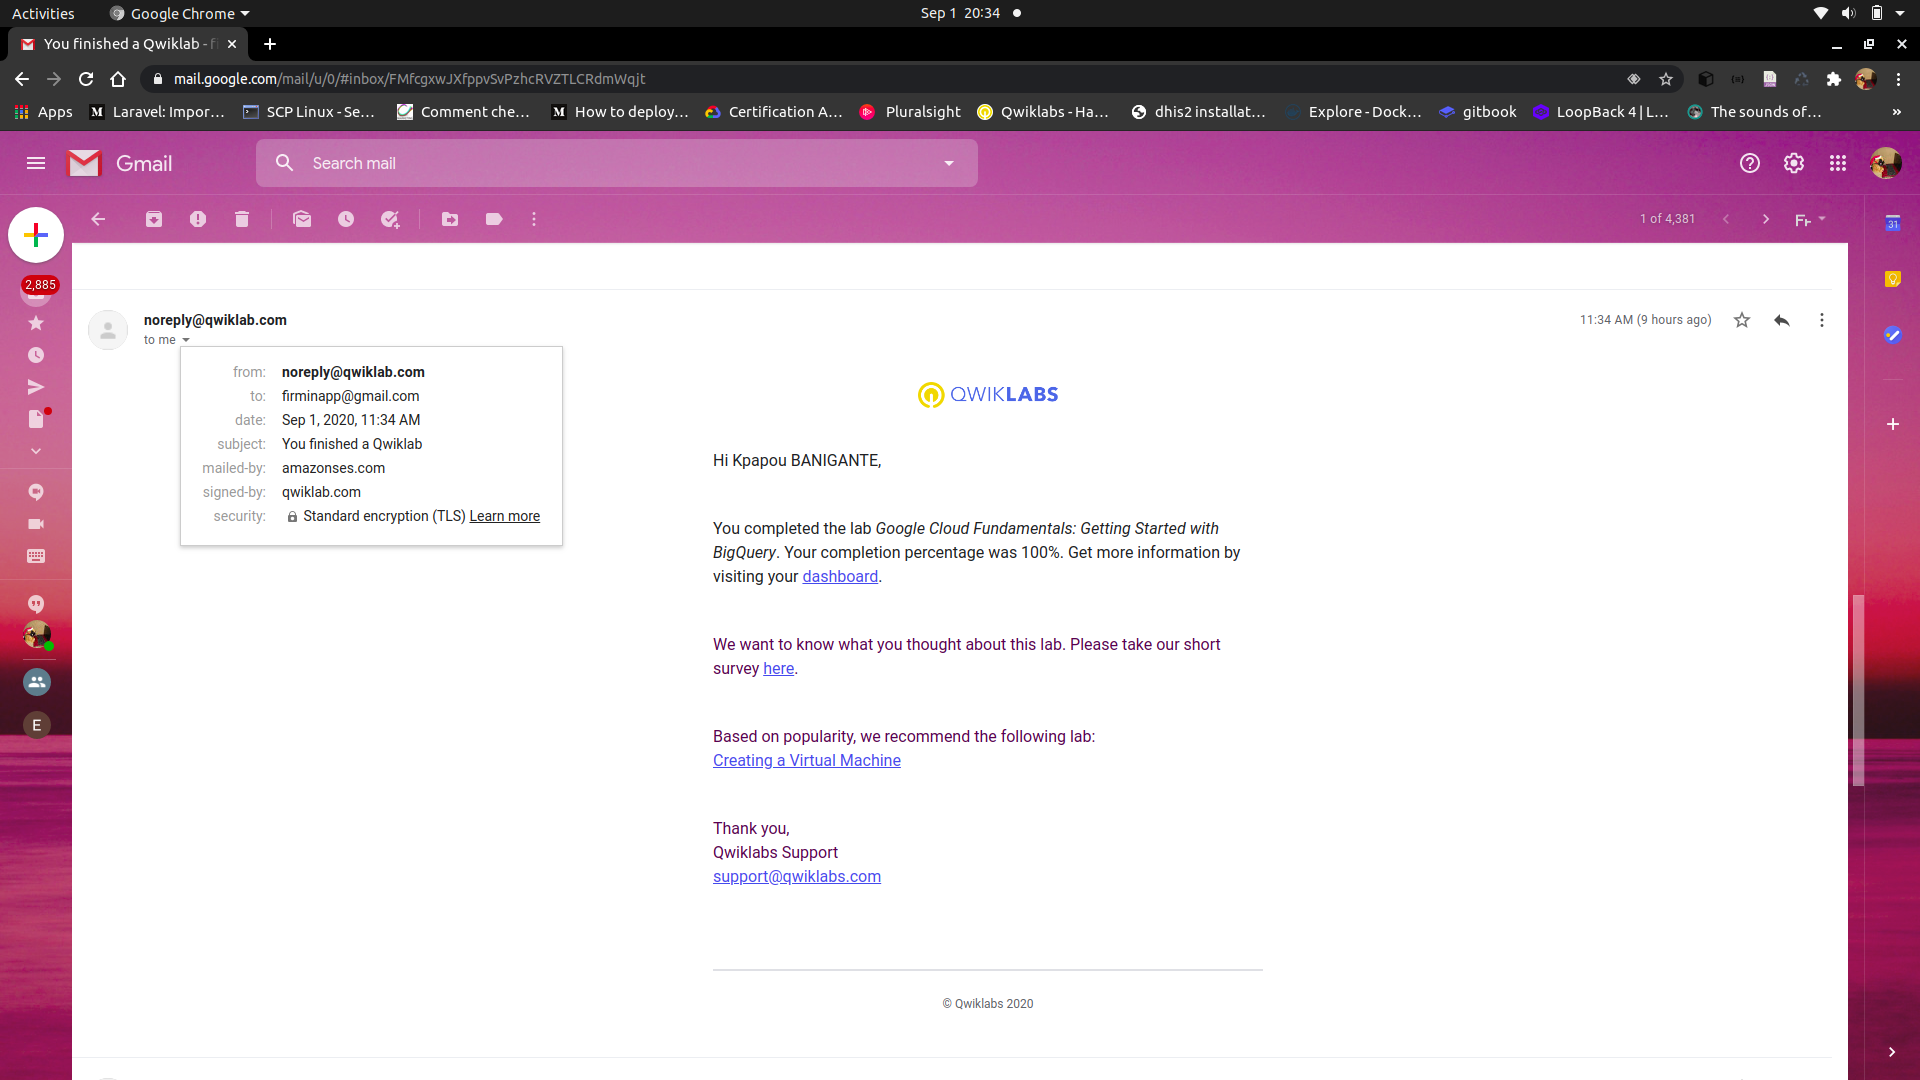 Activities
Google Chrome
Sep 1 20:34
You finished a Qwiklab - fi
mail.google.com/mail/u/0/#inbox/FMfcgxwJXfppvSvPzhcRVZTLCRdmWqjt
Apps
Laravel: Impor…
SCP Linux - Se…
Comment che…
How to deploy…
Certification A…
Pluralsight
Qwiklabs - Ha…
dhis2 installat…
Explore - Dock…
gitbook
LoopBack 4 | L…
The sounds of…
»
Gmail
Search mail
1 of 4,381
31
2,885
noreply@qwiklab.com
11:34 AM (9 hours ago)
to me
from: noreply@qwiklab.com
to: firminapp@gmail.com
date: Sep 1, 2020, 11:34 AM
subject: You finished a Qwiklab
mailed-by: amazonses.com
signed-by: qwiklab.com
security: Standard encryption (TLS) Learn more
QWIKLABS
Hi Kpapou BANIGANTE,
You completed the lab Google Cloud Fundamentals: Getting Started with
BigQuery. Your completion percentage was 100%. Get more information by
visiting your dashboard.
We want to know what you thought about this lab. Please take our short
survey here.
Based on popularity, we recommend the following lab:
Creating a Virtual Machine
Thank you,
Qwiklabs Support
support@qwiklabs.com
E
© Qwiklabs 2020